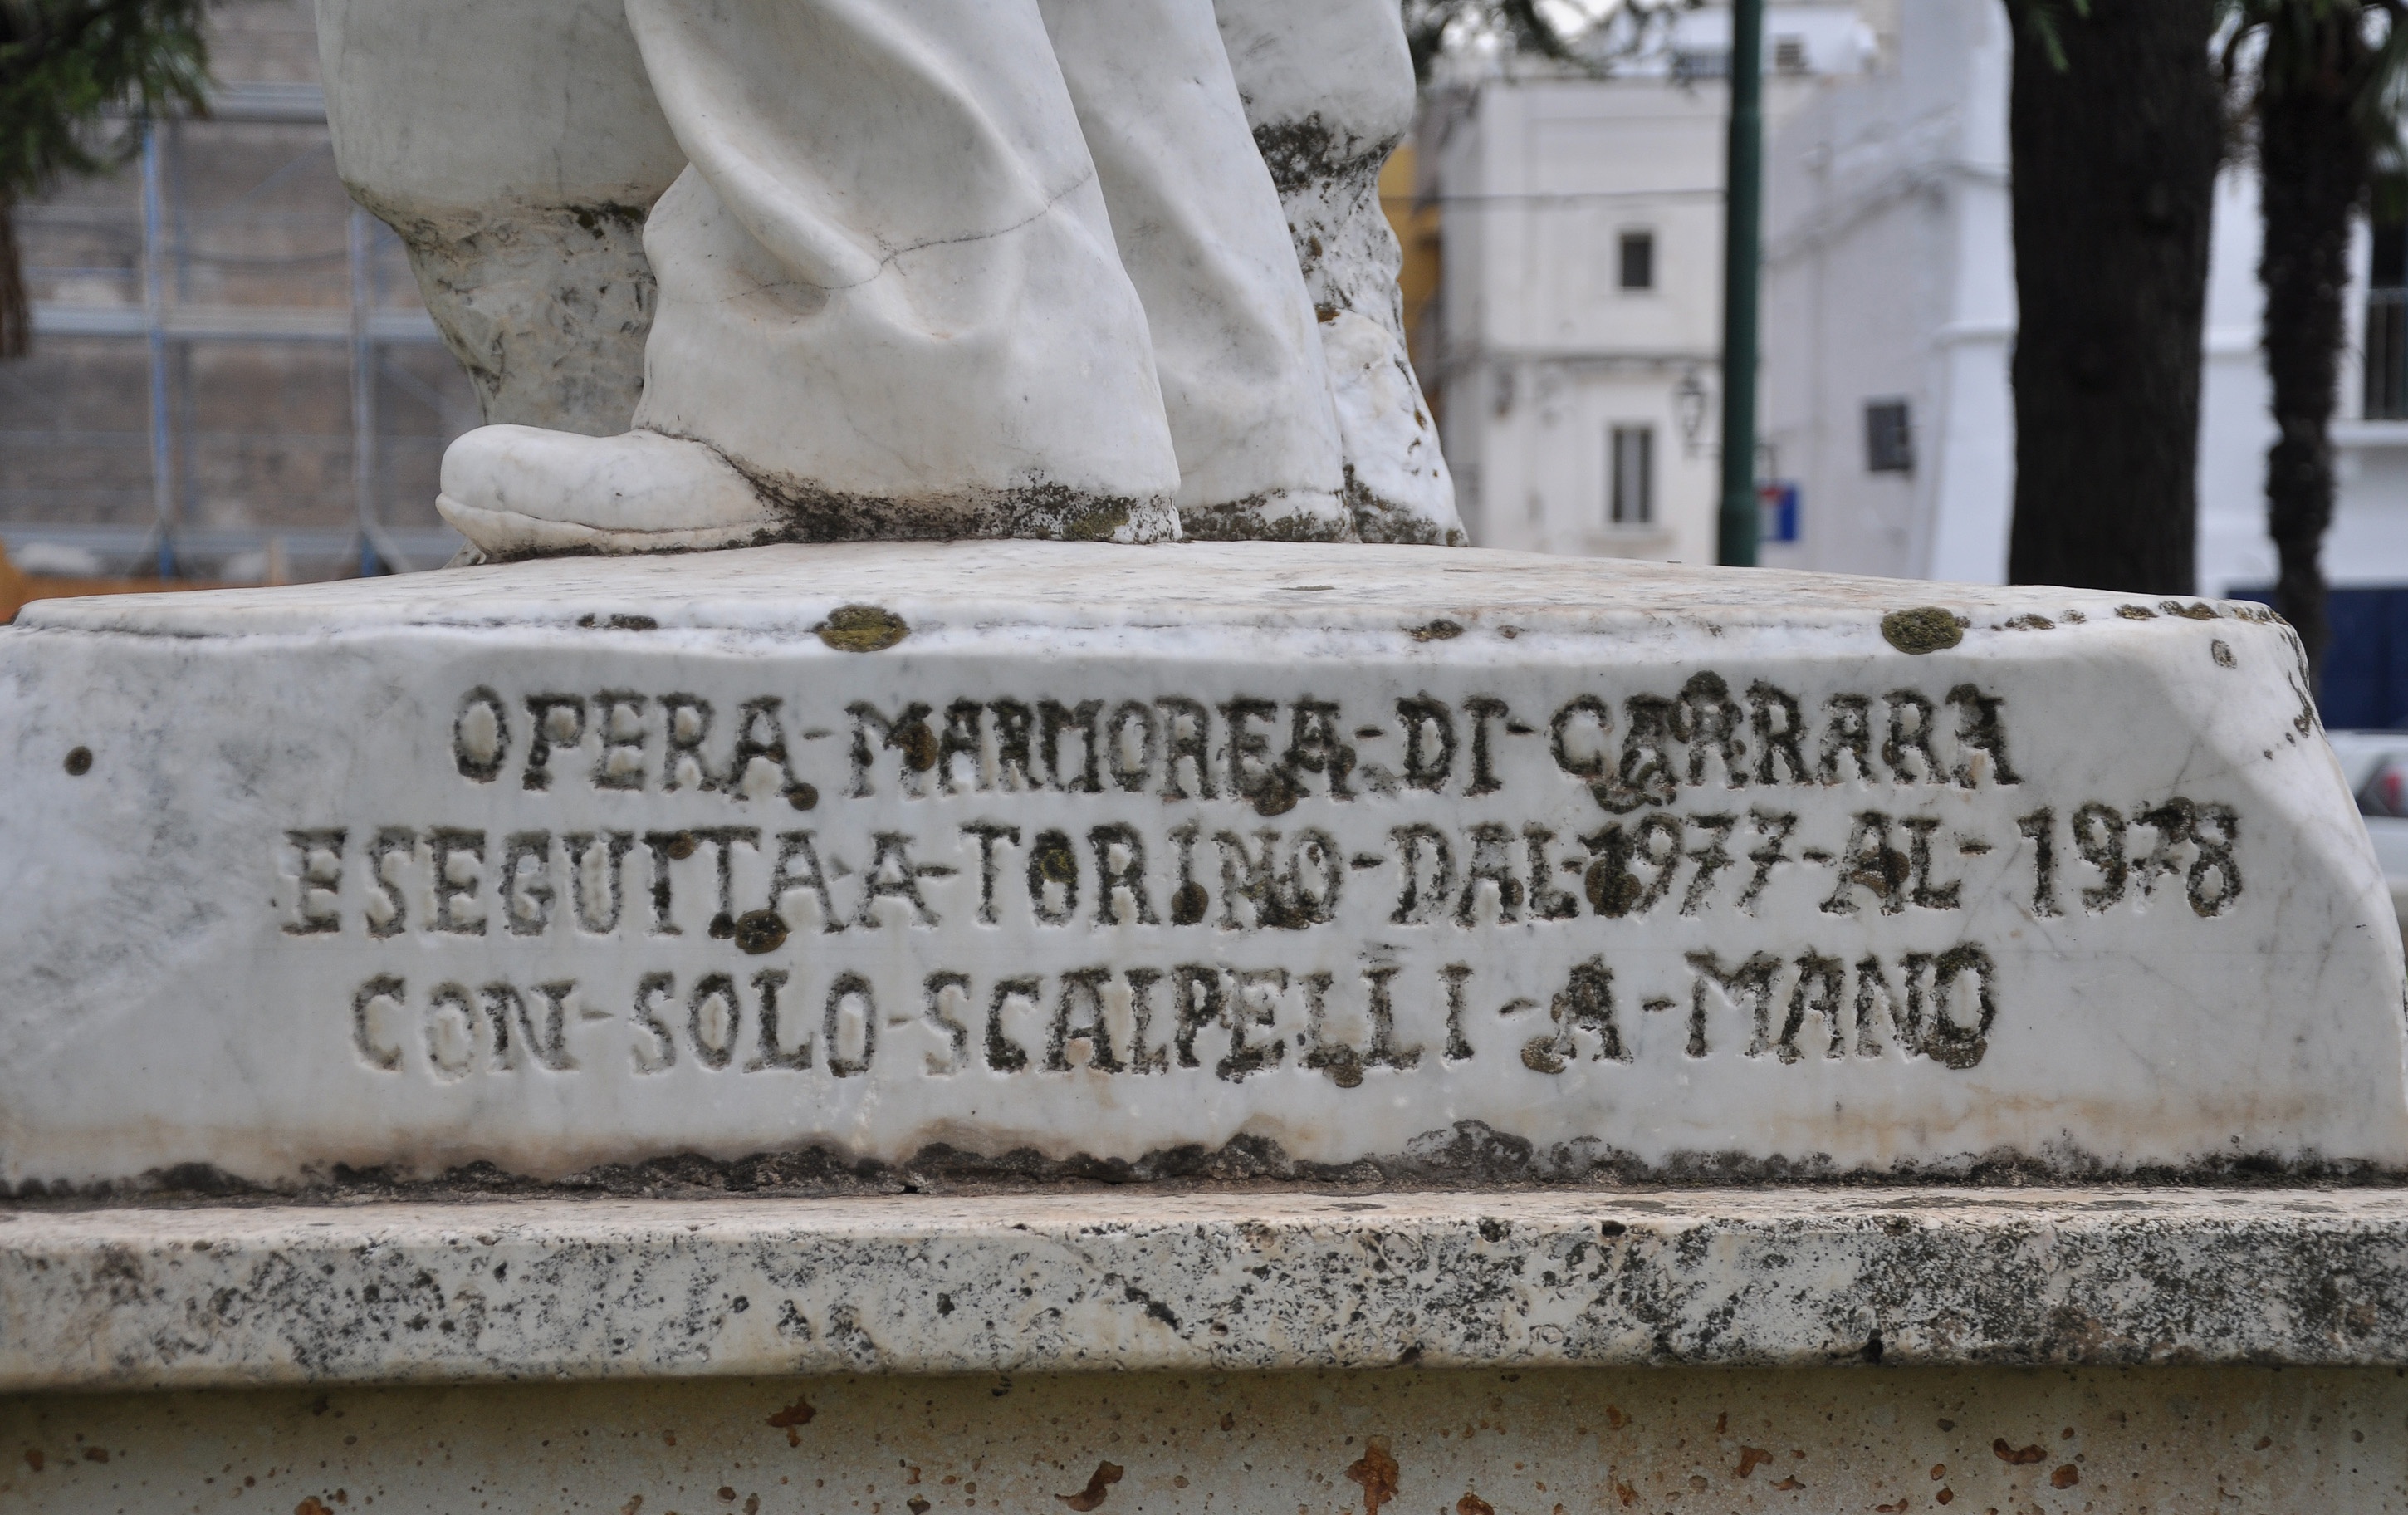 OPERA-MARMOREA-DI-CARRARA
ESEGUITA-A-TORINO-DAL-1977-AL-1978
CON-SOLO-SCALPELLI-A-MANO